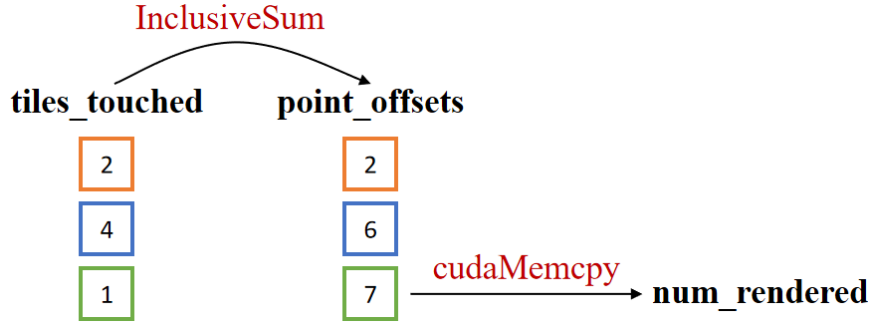 InclusiveSum
tiles_touched point_offsets
2 2
4 6
cudaMemcpy
1 7 num_rendered